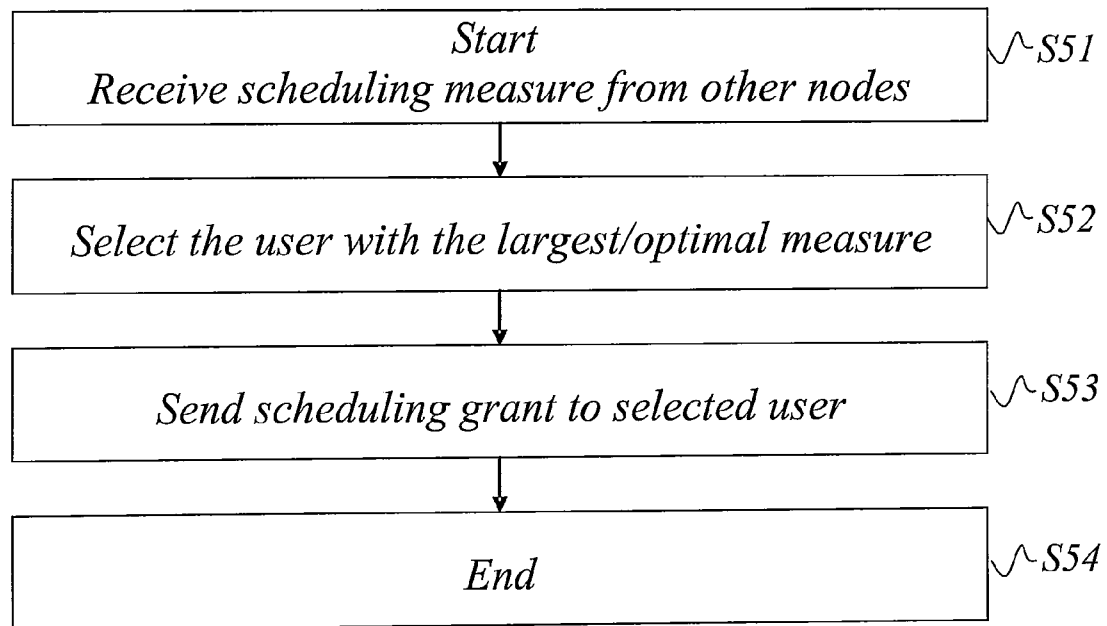 Start
Receive scheduling measure from other nodes
S51
Select the user with the largest/optimal measure
S52
Send scheduling grant to selected user
S53
End
S54